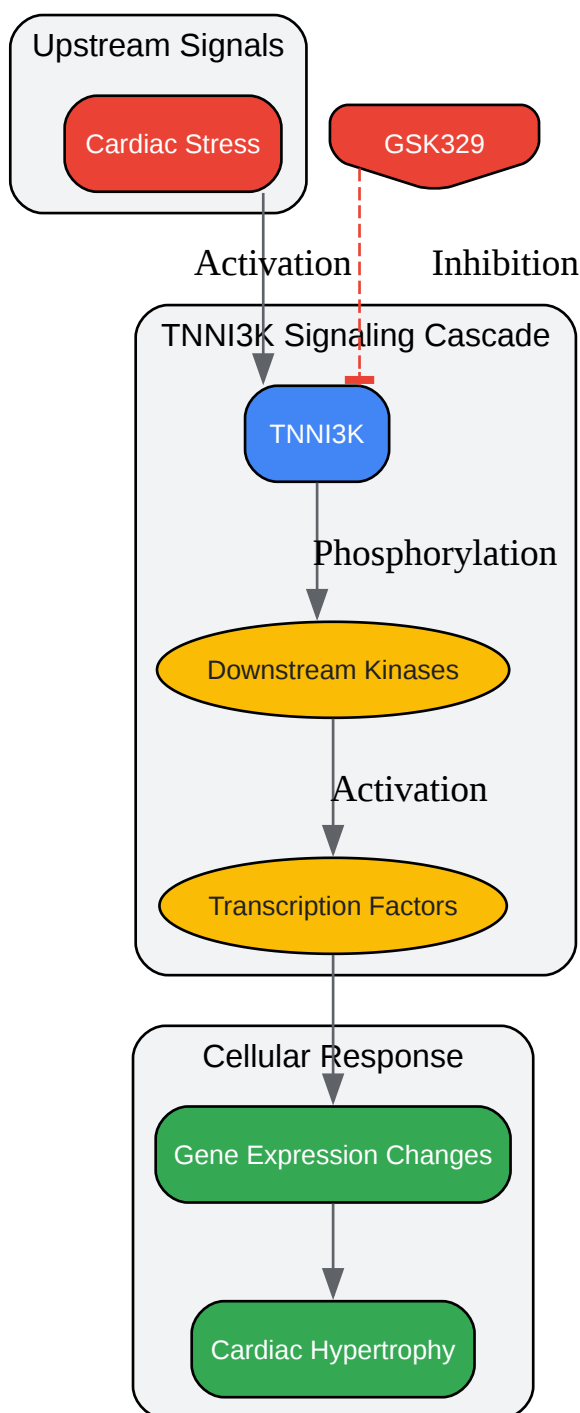 Upstream Signals
Cardiac Stress
GSK329
Activation
Inhibition
TNNI3K Signaling Cascade
TNNI3K
Phosphorylation
Downstream Kinases
Activation
Transcription Factors
Cellular Response
Gene Expression Changes
Cardiac Hypertrophy